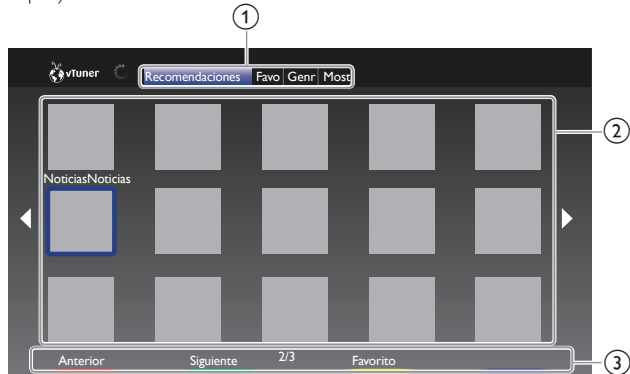 1
vTuner Recomendaciones Favo Genr Most
2
NoticiasNoticias
Anterior Siguiente 2/3 Favorito
3